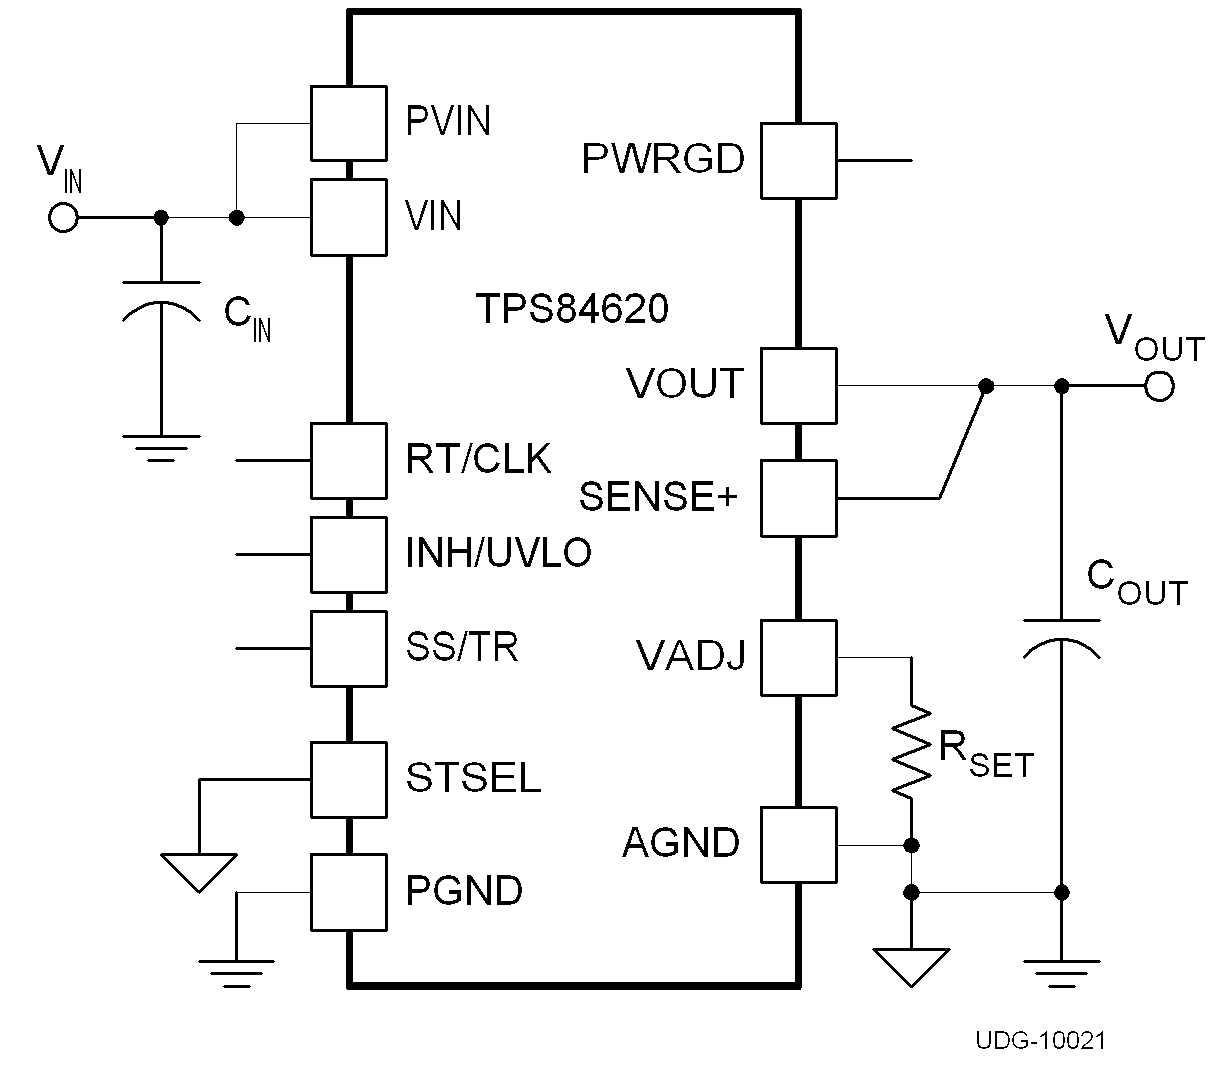 PVIN
PWRGD
VIN
VIN
TPS84620
CIN
VOUT
VOUT
RT/CLK
SENSE+
INH/UVLO
COUT
SS/TR
VADJ
RSET
STSEL
AGND
PGND
UDG-10021